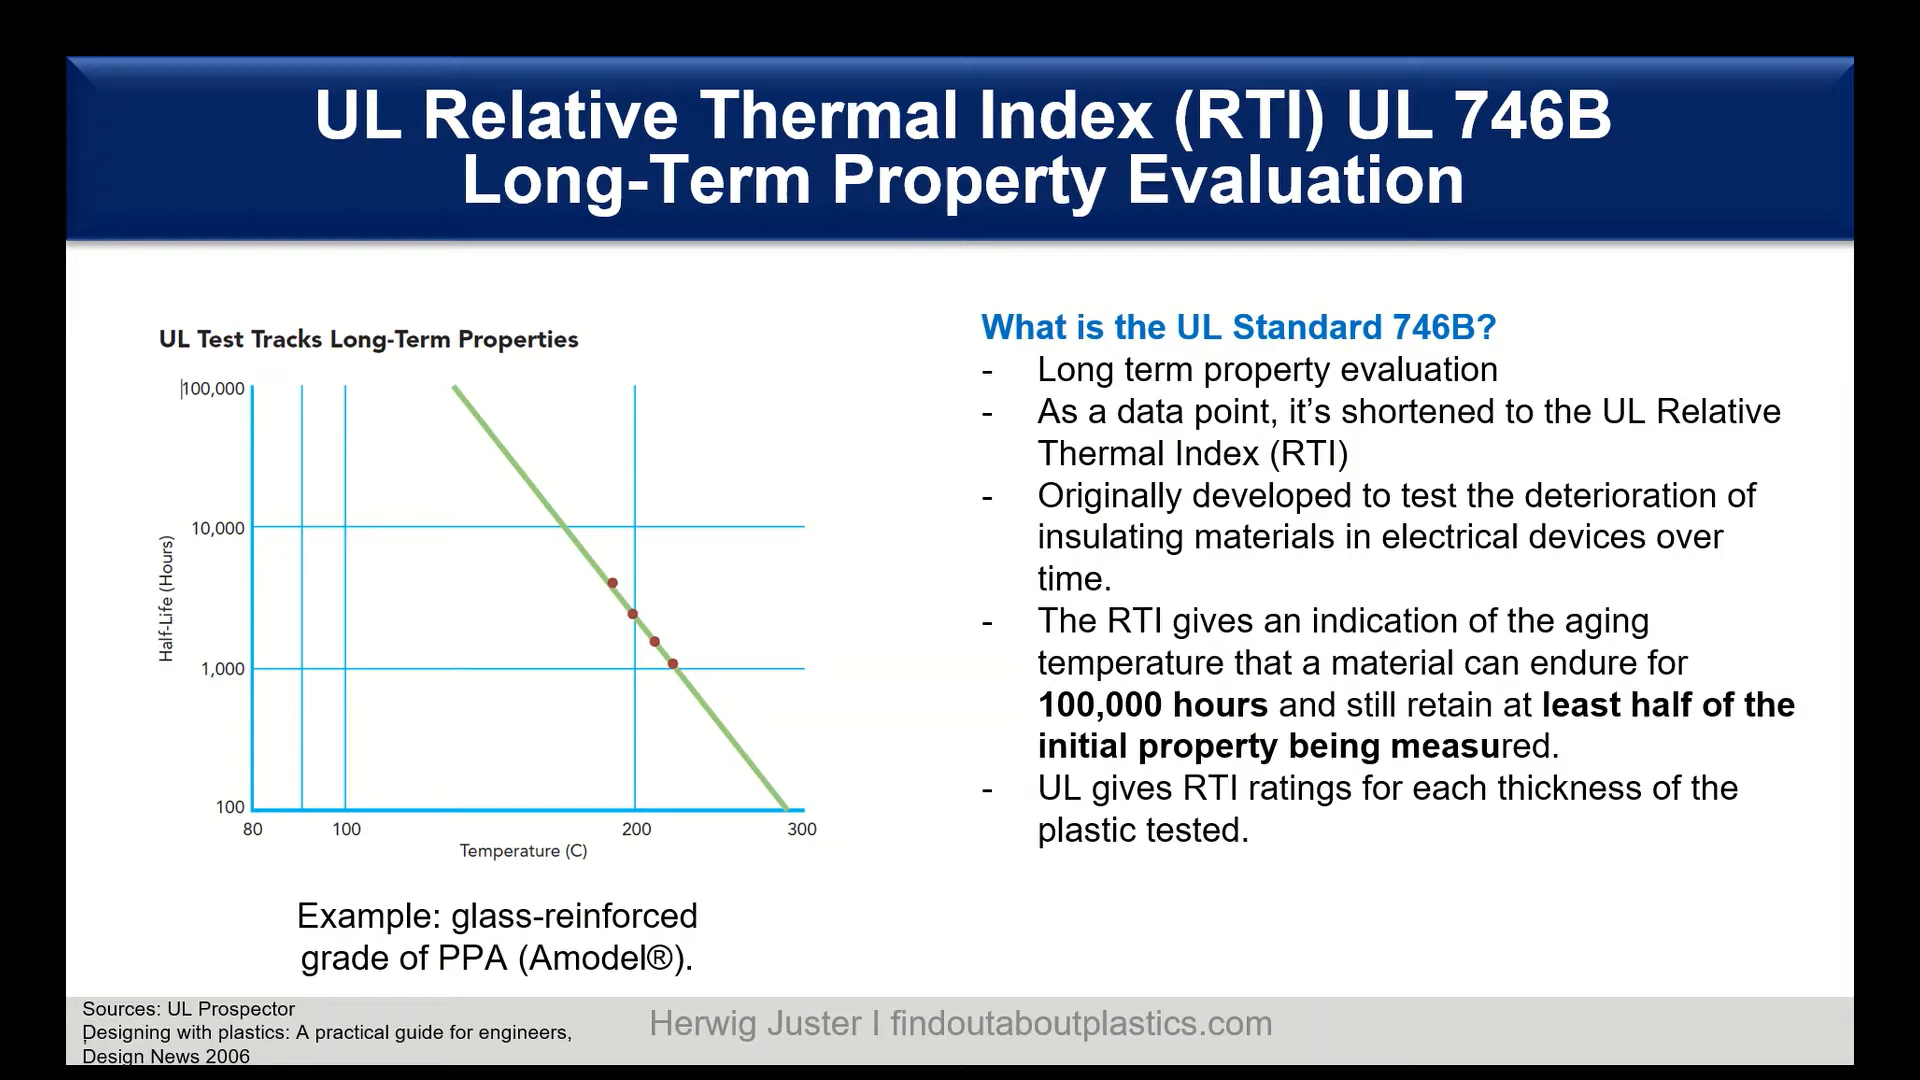 UL Relative Thermal Index (RTI) UL 746B
Long-Term Property Evaluation
UL Test Tracks Long-Term Properties
100,000
10,000
1,000
100
Half-Life (Hours)
80
100
200
300
Temperature (C)
Example: glass-reinforced
grade of PPA (Amodel®).
What is the UL Standard 746B?
- Long term property evaluation
- As a data point, it’s shortened to the UL Relative
Thermal Index (RTI)
- Originally developed to test the deterioration of
insulating materials in electrical devices over
time.
- The RTI gives an indication of the aging
temperature that a material can endure for
100,000 hours and still retain at least half of the
initial property being measured.
- UL gives RTI ratings for each thickness of the
plastic tested.
Sources: UL Prospector
Designing with plastics: A practical guide for engineers,
Design News 2006
Herwig Juster I findoutaboutplastics.com